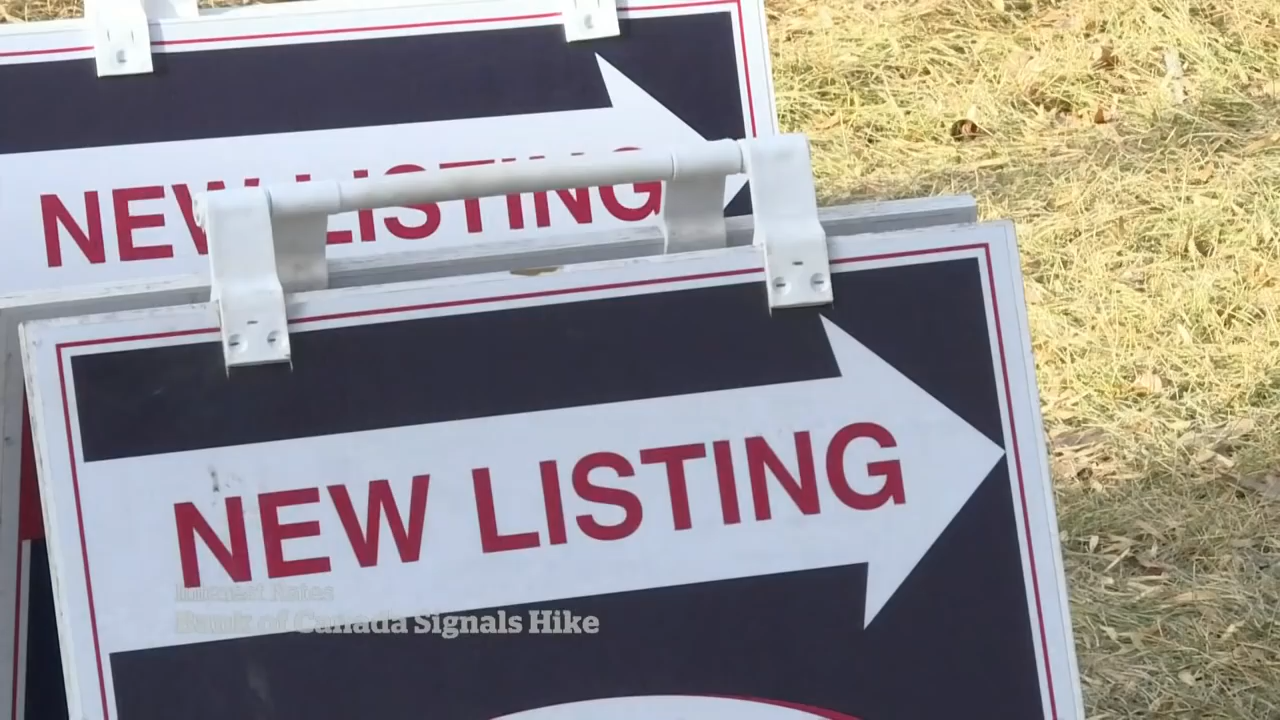 NEW LISTING
NEW LISTING
Interest Rates
Bank of Canada Signals Hike